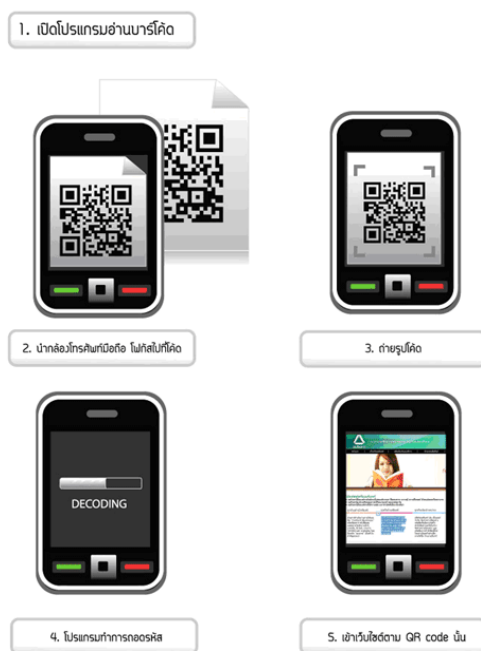 1. เปิดโปรแกรมอ่านบาร์โค้ด
2. นำกล้องโทรศัพท์มือถือ โฟกัสไปที่โค้ด
3. ถ่ายรูปโค้ด
DECODING
4. โปรแกรมทำการถอดรหัส
5. เข้าเว็บไซต์ตาม QR code นั้น